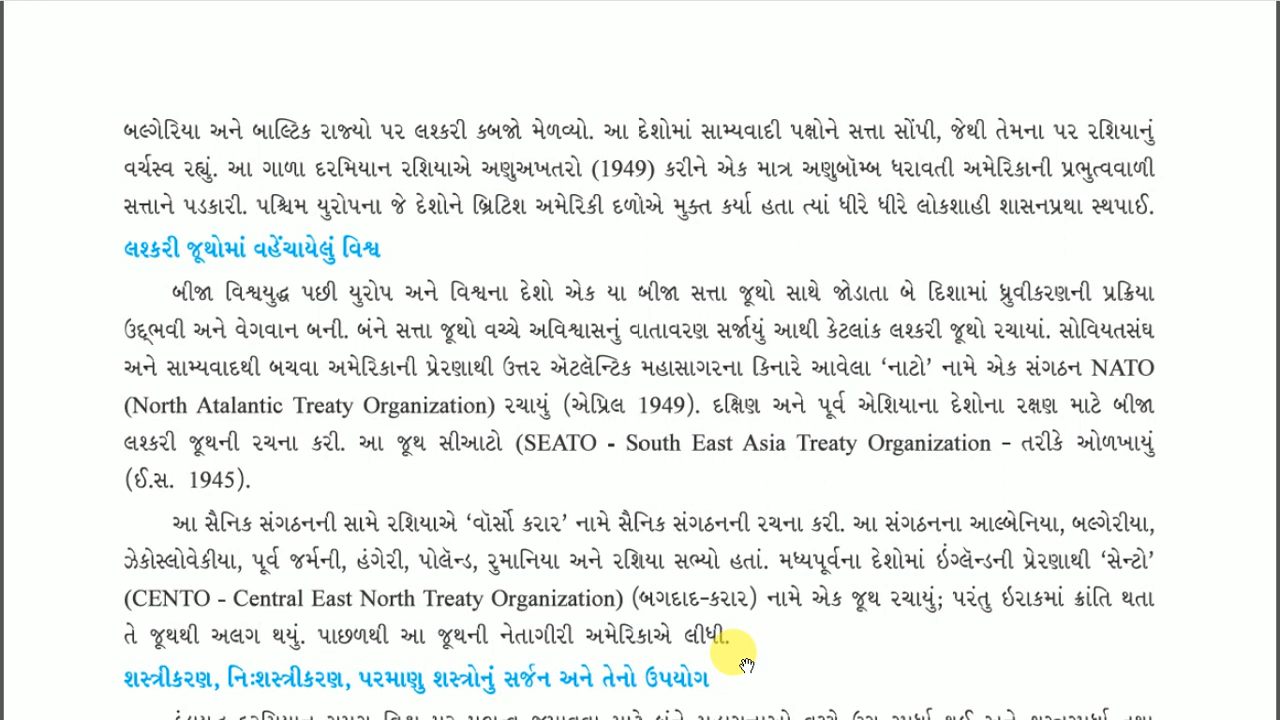 બલ્ગેરિયા અને બાલ્ટિક રાજ્યો પર લશ્કરી કબજો મેળવ્યો. આ દેશોમાં સામ્યવાદી પક્ષોને સત્તા સોંપી, જેથી તેમના પર રશિયાનું
વર્ચસ્વ રહ્યું. આ ગાળા દરમિયાન રશિયાએ અણુઅખતરો (1949) કરીને એક માત્ર અણુબૉમ્બ ધરાવતી અમેરિકાની પ્રભુત્વવાળી
સત્તાને પડકારી. પશ્ચિમ યુરોપના જે દેશોને બ્રિટિશ અમેરિકી દળોએ મુક્ત કર્યા હતા ત્યાં ધીરે ધીરે લોકશાહી શાસનપ્રથા સ્થપાઈ.
લશ્કરી જૂથોમાં વહેંચાયેલું વિશ્વ
બીજા વિશ્વયુદ્ધ પછી યુરોપ અને વિશ્વના દેશો એક યા બીજા સત્તા જૂથો સાથે જોડાતા બે દિશામાં ધ્રુવીકરણની પ્રક્રિયા
ઉદ્ભવી અને વેગવાન બની. બંને સત્તા જૂથો વચ્ચે અવિશ્વાસનું વાતાવરણ સર્જાયું આથી કેટલાંક લશ્કરી જૂથો રચાયાં. સોવિયતસંઘ
અને સામ્યવાદથી બચવા અમેરિકાની પ્રેરણાથી ઉત્તર ઍટલૅન્ટિક મહાસાગરના કિનારે આવેલા ‘નાટો’ નામે એક સંગઠન NATO
(North Atalantic Treaty Organization) રચાયું (એપ્રિલ 1949). દક્ષિણ અને પૂર્વ એશિયાના દેશોના રક્ષણ માટે બીજા
લશ્કરી જૂથની રચના કરી. આ જૂથ સીઆટો (SEATO - South East Asia Treaty Organization – તરીકે ઓળખાયું
(ઈ.સ. 1945).
આ સૈનિક સંગઠનની સામે રશિયાએ ‘વૉર્સો કરાર’ નામે સૈનિક સંગઠનની રચના કરી. આ સંગઠનના આલ્બેનિયા, બલ્ગેરીયા,
ઝેકોસ્લોવેકીયા, પૂર્વ જર્મની, હંગેરી, પોલૅન્ડ, રુમાનિયા અને રશિયા સભ્યો હતાં. મધ્યપૂર્વના દેશોમાં ઇંગ્લૅન્ડની પ્રેરણાથી ‘સેન્ટો’
(CENTO – Central East North Treaty Organization) (બગદાદ-કરાર) નામે એક જૂથ રચાયું; પરંતુ ઇરાકમાં ક્રાંતિ થતા
તે જૂથથી અલગ થયું. પાછળથી આ જૂથની નેતાગીરી અમેરિકાએ લીધી.
શસ્ત્રીકરણ, નિઃશસ્ત્રીકરણ, પરમાણુ શસ્ત્રોનું સર્જન અને તેનો ઉપયોગ